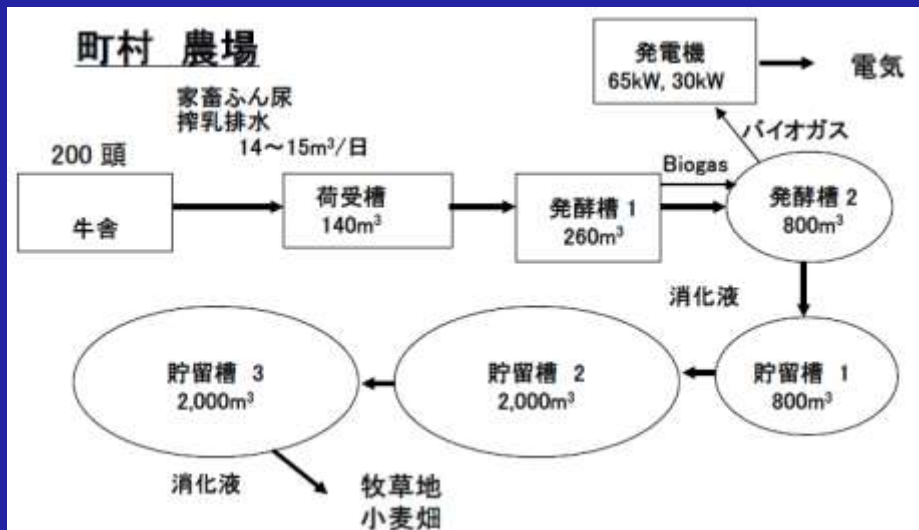 町村 農場
家畜ふん尿
搾乳排水
14～15m³/日
200 頭
牛舎
荷受槽
140m³
発酵槽 1
260m³
Biogas
発酵槽 2
800m³
バイオガス
発電機
65kW, 30kW
電気
消化液
貯留槽 1
800m³
貯留槽 2
2,000m³
貯留槽 3
2,000m³
消化液
牧草地
小麦畑